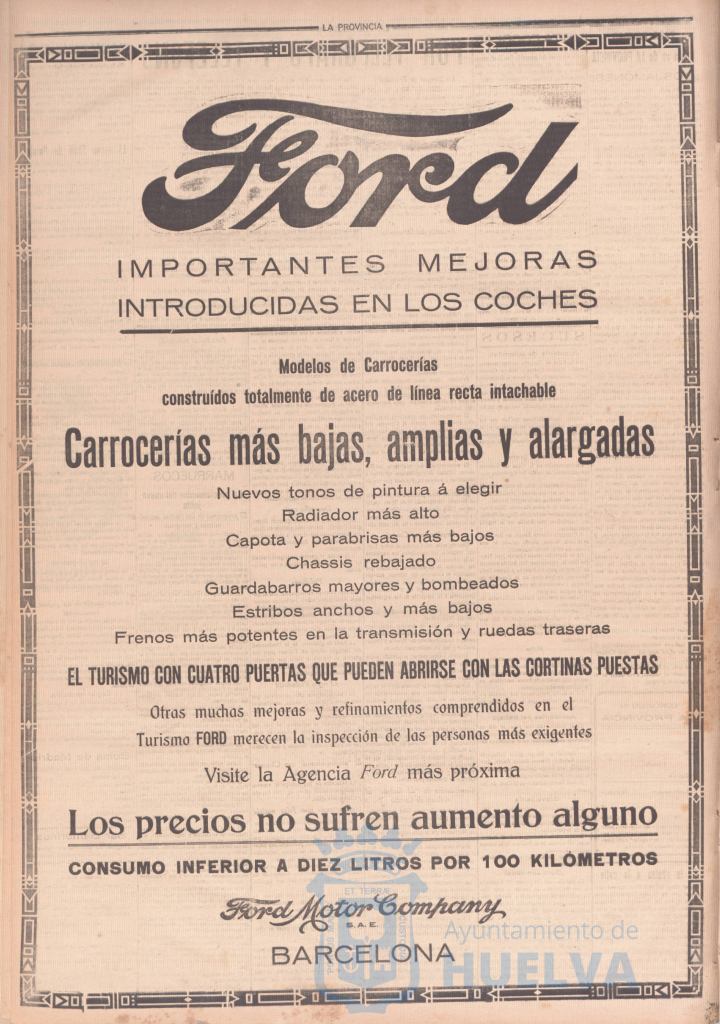 LA PROVINCIA
Ford
IMPORTANTES MEJORAS
INTRODUCIDAS EN LOS COCHES
Modelos de Carrocerías
construídos totalmente de acero de línea recta intachable
Carrocerías más bajas, amplias y alargadas
Nuevos tonos de pintura á elegir
Radiador más alto
Capota y parabrisas más bajos
Chassis rebajado
Guardabarros mayores y bombeados
Estribos anchos y más bajos
Frenos más potentes en la transmisión y ruedas traseras
EL TURISMO CON CUATRO PUERTAS QUE PUEDEN ABRIRSE CON LAS CORTINAS PUESTAS
Otras muchas mejoras y refinamientos comprendidos en el
Turismo FORD merecen la inspección de las personas más exigentes
Visite la Agencia Ford más próxima
Los precios no sufren aumento alguno
CONSUMO INFERIOR A DIEZ LITROS POR 100 KILÓMETROS
Ford Motor Company
S.A.E.
BARCELONA
Ayuntamiento de
HUELVA